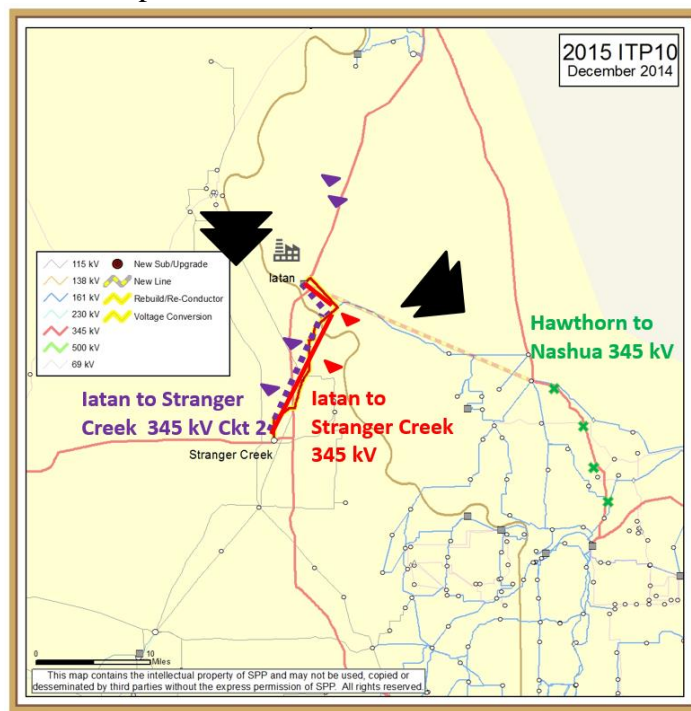 2015 ITP10
December 2014
115 kV
138 kV
161 kV
230 kV
345 kV
500 kV
69 kV
New Sub/Upgrade
New Line
Rebuild/Re-Conductor
Voltage Conversion
Iatan
Hawthorn to
Nashua 345 kV
Iatan to Stranger
Creek 345 kV Ckt 2
Iatan to
Stranger Creek
345 kV
Stranger Creek
0 10
Miles
This map contains the intellectual property of SPP and may not be used, copied or
desseminated by third parties without the express permission of SPP. All rights reserved